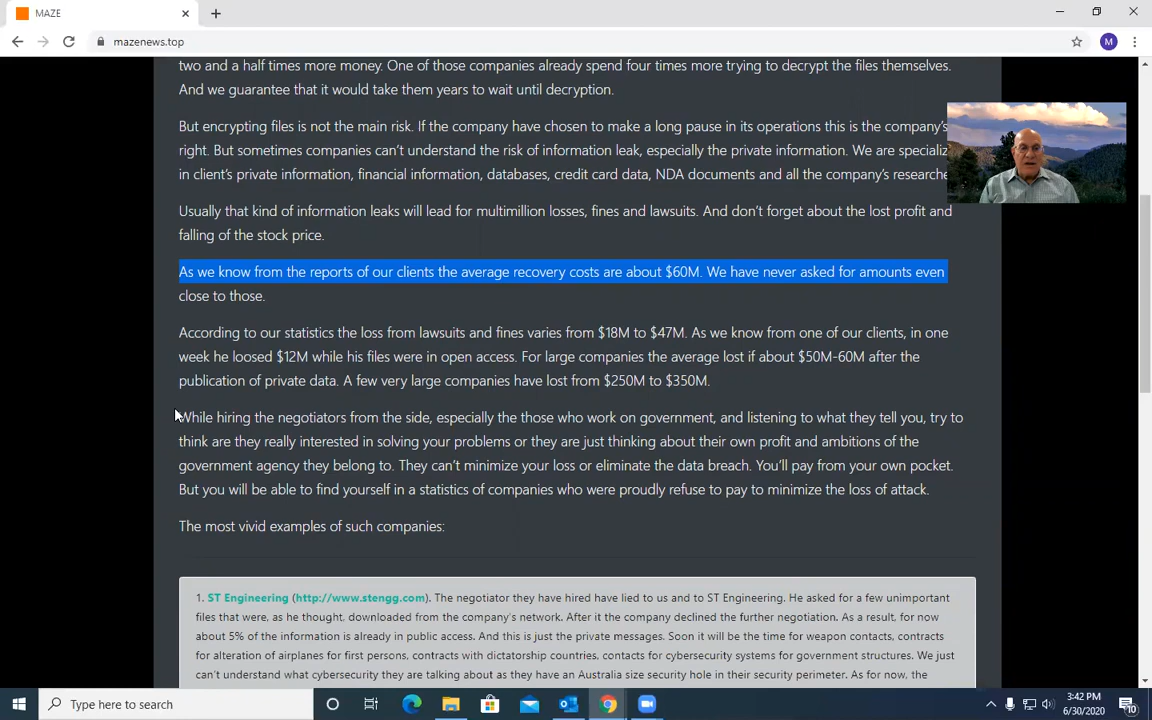 MAZE
mazenews.top
M
two and a half times more money. One of those companies already spend four times more trying to decrypt the files themselves.
And we guarantee that it would take them years to wait until decryption.
But encrypting files is not the main risk. If the company have chosen to make a long pause in its operations this is the company's
right. But sometimes companies can't understand the risk of information leak, especially the private information. We are
in client's private information, financial information, databases, credit card data, NDA documents and all the company's
Usually that kind of information leaks will lead for multimillion losses, fines and lawsuits. And don't forget about the lost profit and
falling of the stock price.
As we know from the reports of our clients the average recovery costs are about $60M. We have never asked for amounts even
close to those.
According to our statistics the loss from lawsuits and fines varies from $18M to $47M. As we know from one of our clients, in one
week he loosed $12M while his files were in open access. For large companies the average lost if about $50M-60M after the
publication of private data. A few very large companies have lost from $250M to $350M.
While hiring the negotiators from the side, especially the those who work on government, and listening to what they tell you, try to
think are they really interested in solving your problems or they are just thinking about their own profit and ambitions of the
government agency they belong to. They can't minimize your loss or eliminate the data breach. You'll pay from your own pocket.
But you will be able to find yourself in a statistics of companies who were proudly refuse to pay to minimize the loss of attack.
The most vivid examples of such companies:
1. ST Engineering (http://www.stengg.com). The negotiator they have hired have lied to us and to ST Engineering. He asked for a few unimportant
files that were, as he thought, downloaded from the company's network. After it the company declined the further negotiation. As a result, for now
about 5% of the information is already in public access. And this is just the private messages. Soon it will be the time for weapon contacts, contracts
for alteration of airplanes for first persons, contracts with dictatorship countries, contacts for cybersecurity systems for government structures. We just
can't understand what cybersecurity they are talking about as they have an Australia size security hole in their security perimeter. As for now, the
Type here to search
3:42 PM
6/30/2020
10